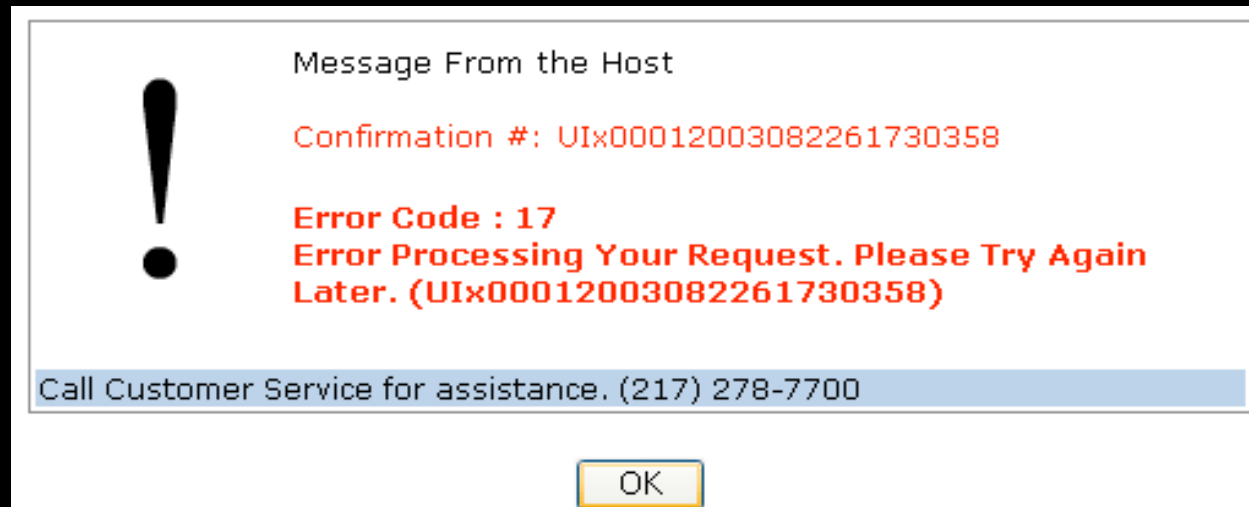 Message From the Host
Confirmation #: UIx00012003082261730358
Error Code : 17
Error Processing Your Request. Please Try Again
Later. (UIx00012003082261730358)
Call Customer Service for assistance. (217) 278-7700
OK